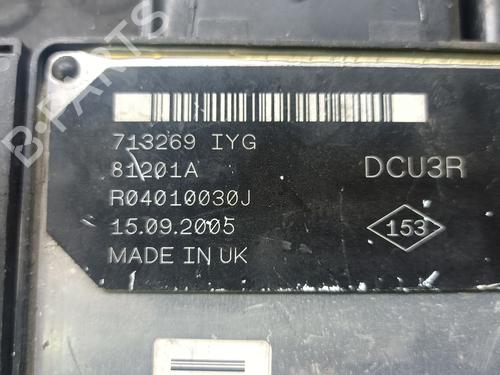 713269 IYG
81201A
DCU3R
R04010030J
15.09.2005
153
MADE IN UK
B-PARTS